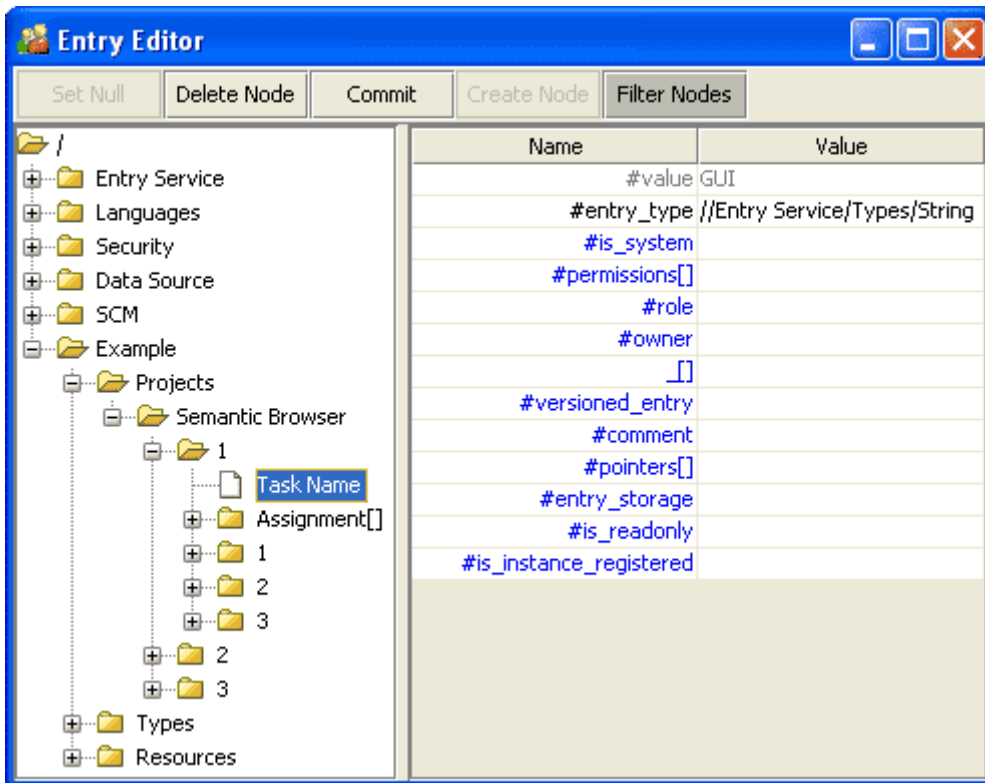 Entry Editor
Set Null Delete Node Commit Create Node Filter Nodes
/
Entry Service
Languages
Security
Data Source
SCM
Example
Projects
Semantic Browser
1
Task Name
Assignment[]
1
2
3
2
3
Types
Resources
Name Value
#value GUI
#entry_type //Entry Service/Types/String
#is_system
#permissions[]
#role
#owner
_[]
#versioned_entry
#comment
#pointers[]
#entry_storage
#is_readonly
#is_instance_registered